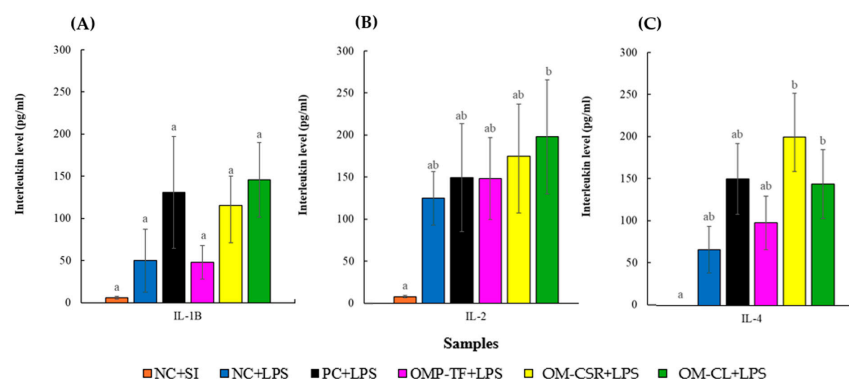 (A)
(B)
(C)
Interleukin level (pg/ml)
300
250
200
150
100
50
0
a
a
a
a
a
a
IL-1B
Interleukin level (pg/ml)
300
250
200
150
100
50
0
a
ab
ab
ab
ab
b
IL-2
Interleukin level (pg/ml)
300
250
200
150
100
50
0
a
ab
ab
ab
b
b
IL-4
Samples
NC+SI NC+LPS PC+LPS OMP-TF+LPS OM-CSR+LPS OM-CL+LPS